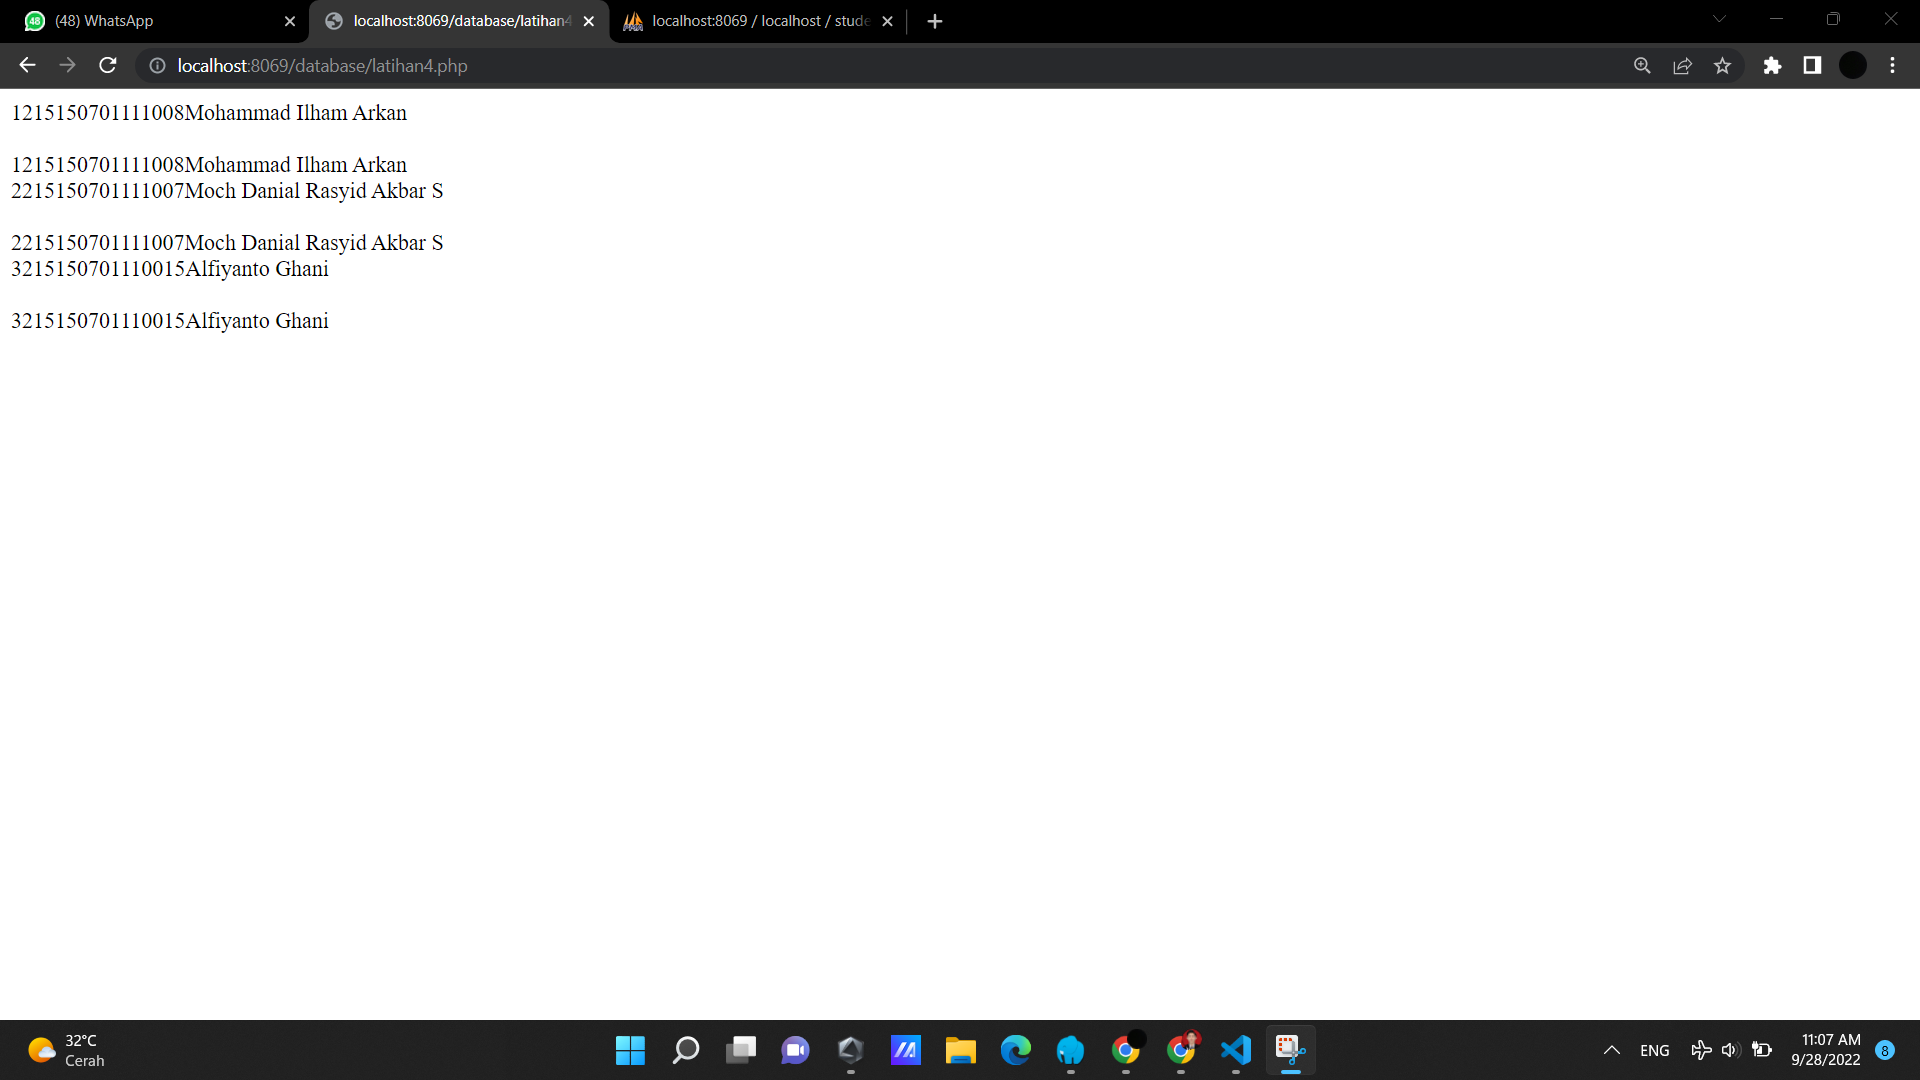 48
(48) WhatsApp
localhost:8069/database/latihan4
localhost:8069 / localhost / stude
localhost:8069/database/latihan4.php
1215150701111008Mohammad Ilham Arkan
1215150701111008Mohammad Ilham Arkan
2215150701111007Moch Danial Rasyid Akbar S
2215150701111007Moch Danial Rasyid Akbar S
3215150701110015Alfiyanto Ghani
3215150701110015Alfiyanto Ghani
32°C
Cerah
ENG
11:07 AM
9/28/2022
8